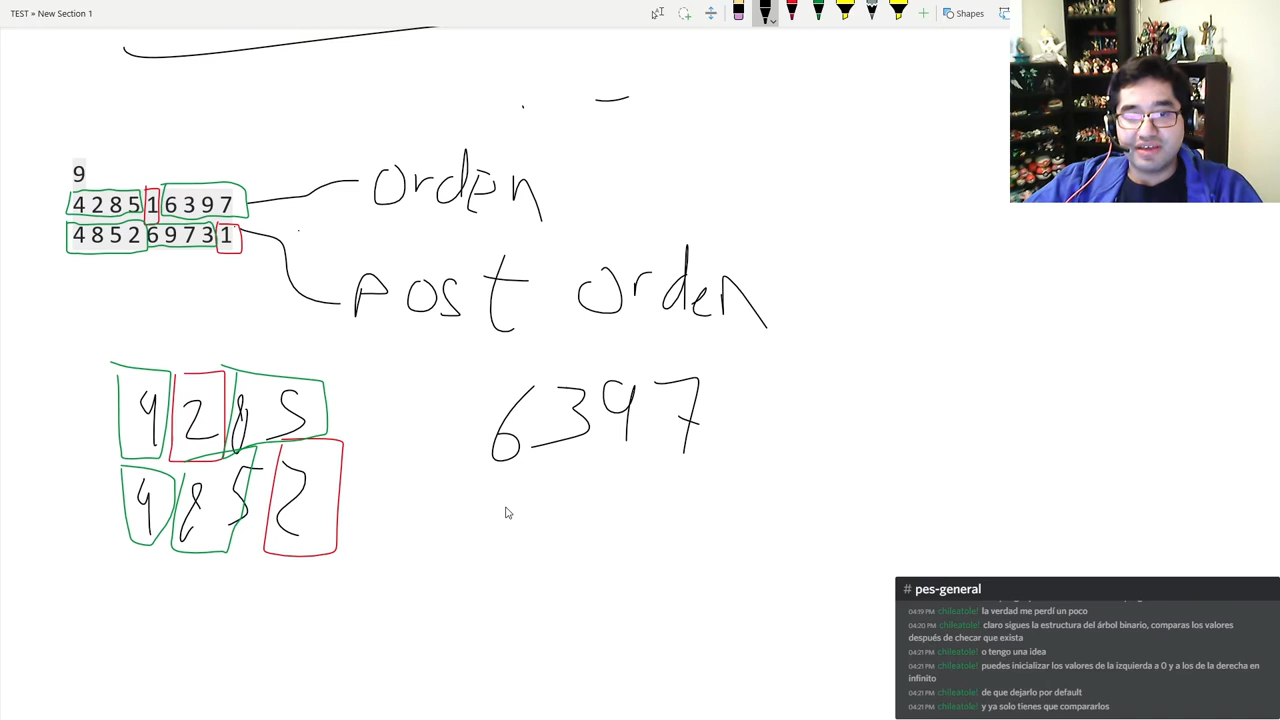 TEST » New Section 1
Shapes
9
4 2 8 5 1 6 3 9 7
4 8 5 2 6 9 7 3 1
orden
post orden
4 2 8 5
4 8 5 2
6 3 9 7
# pes-general
04:19 PM chileatole! la verdad me perdí un poco
04:20 PM chileatole! claro sigues la estructura del árbol binario, comparas los valores
después de checar que exista
04:21 PM chileatole! o tengo una idea
04:21 PM chileatole! puedes inicializar los valores de la izquierda a 0 y a los de la derecha en
infinito
04:21 PM chileatole! de que dejarlo por default
04:21 PM chileatole! y ya solo tienes que compararlos